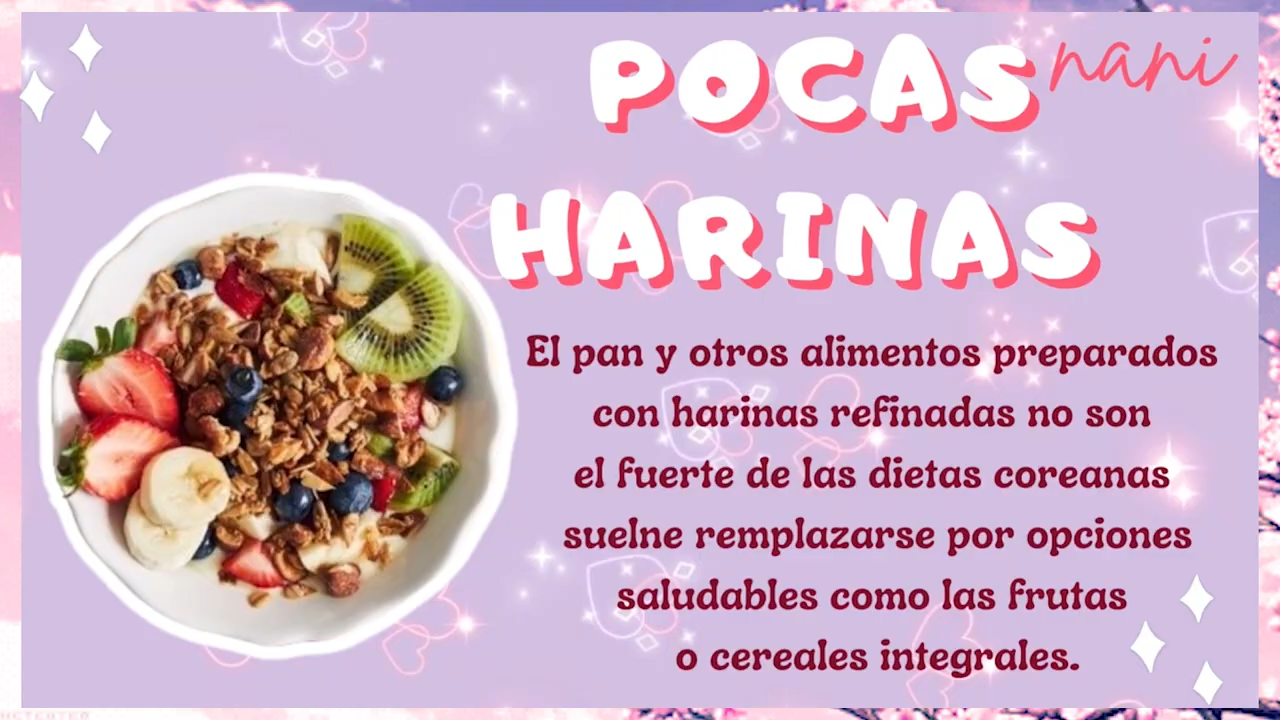 POCAS
nani
HARINAS
El pan y otros alimentos preparados
con harinas refinadas no son
el fuerte de las dietas coreanas
suelne remplazarse por opciones
saludables como las frutas
o cereales integrales.